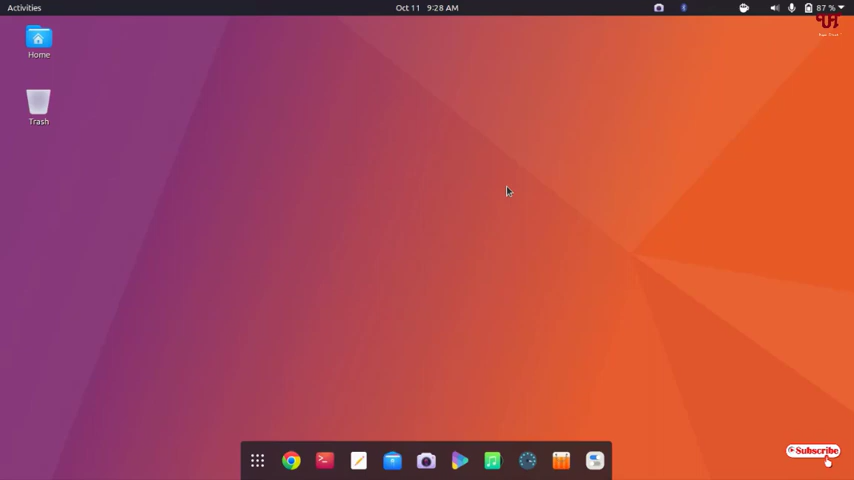 Activities
Oct 11 9:28 AM
87 %
Home
Trash
>_
Subscribe